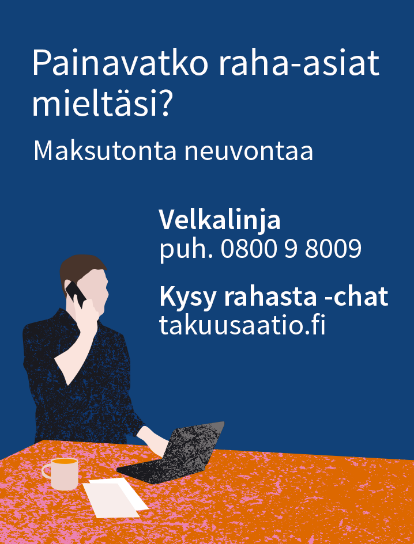 Painavatko raha-asiat
mieltäsi?
Maksutonta neuvontaa
Velkalinja
puh. 0800 9 8009
Kysy rahasta -chat
takuusaatio.fi